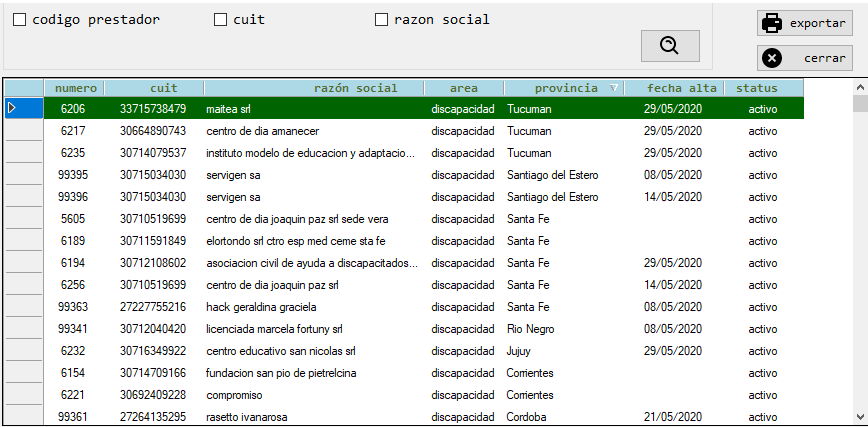 codigo prestador cuit razon social exportar
cerrar
numero cuit razón social area provincia fecha alta status
6206 33715738479 maitea srl discapacidad Tucuman 29/05/2020 activo
6217 30664890743 centro de dia amanecer discapacidad Tucuman 29/05/2020 activo
6235 30714079537 instituto modelo de educacion y adaptacio... discapacidad Tucuman 29/05/2020 activo
99395 30715034030 servigen sa discapacidad Santiago del Estero 08/05/2020 activo
99396 30715034030 servigen sa discapacidad Santiago del Estero 14/05/2020 activo
5605 30710519699 centro de dia joaquin paz srl sede vera discapacidad Santa Fe activo
6189 30711591849 elortondo srl ctro esp med ceme sta fe discapacidad Santa Fe activo
6194 30712108602 asociacion civil de ayuda a discapacitados... discapacidad Santa Fe 29/05/2020 activo
6256 30710519699 centro de dia joaquin paz srl discapacidad Santa Fe 14/05/2020 activo
99363 27227755216 hack geraldina graciela discapacidad Santa Fe 08/05/2020 activo
99341 30712040420 licenciada marcela fortuny srl discapacidad Rio Negro 08/05/2020 activo
6232 30716349922 centro educativo san nicolas srl discapacidad Jujuy 29/05/2020 activo
6154 30714709166 fundacion san pio de pietrelcina discapacidad Corrientes activo
6221 30692409228 compromiso discapacidad Corrientes activo
99361 27264135295 rasetto ivanarosa discapacidad Cordoba 21/05/2020 activo